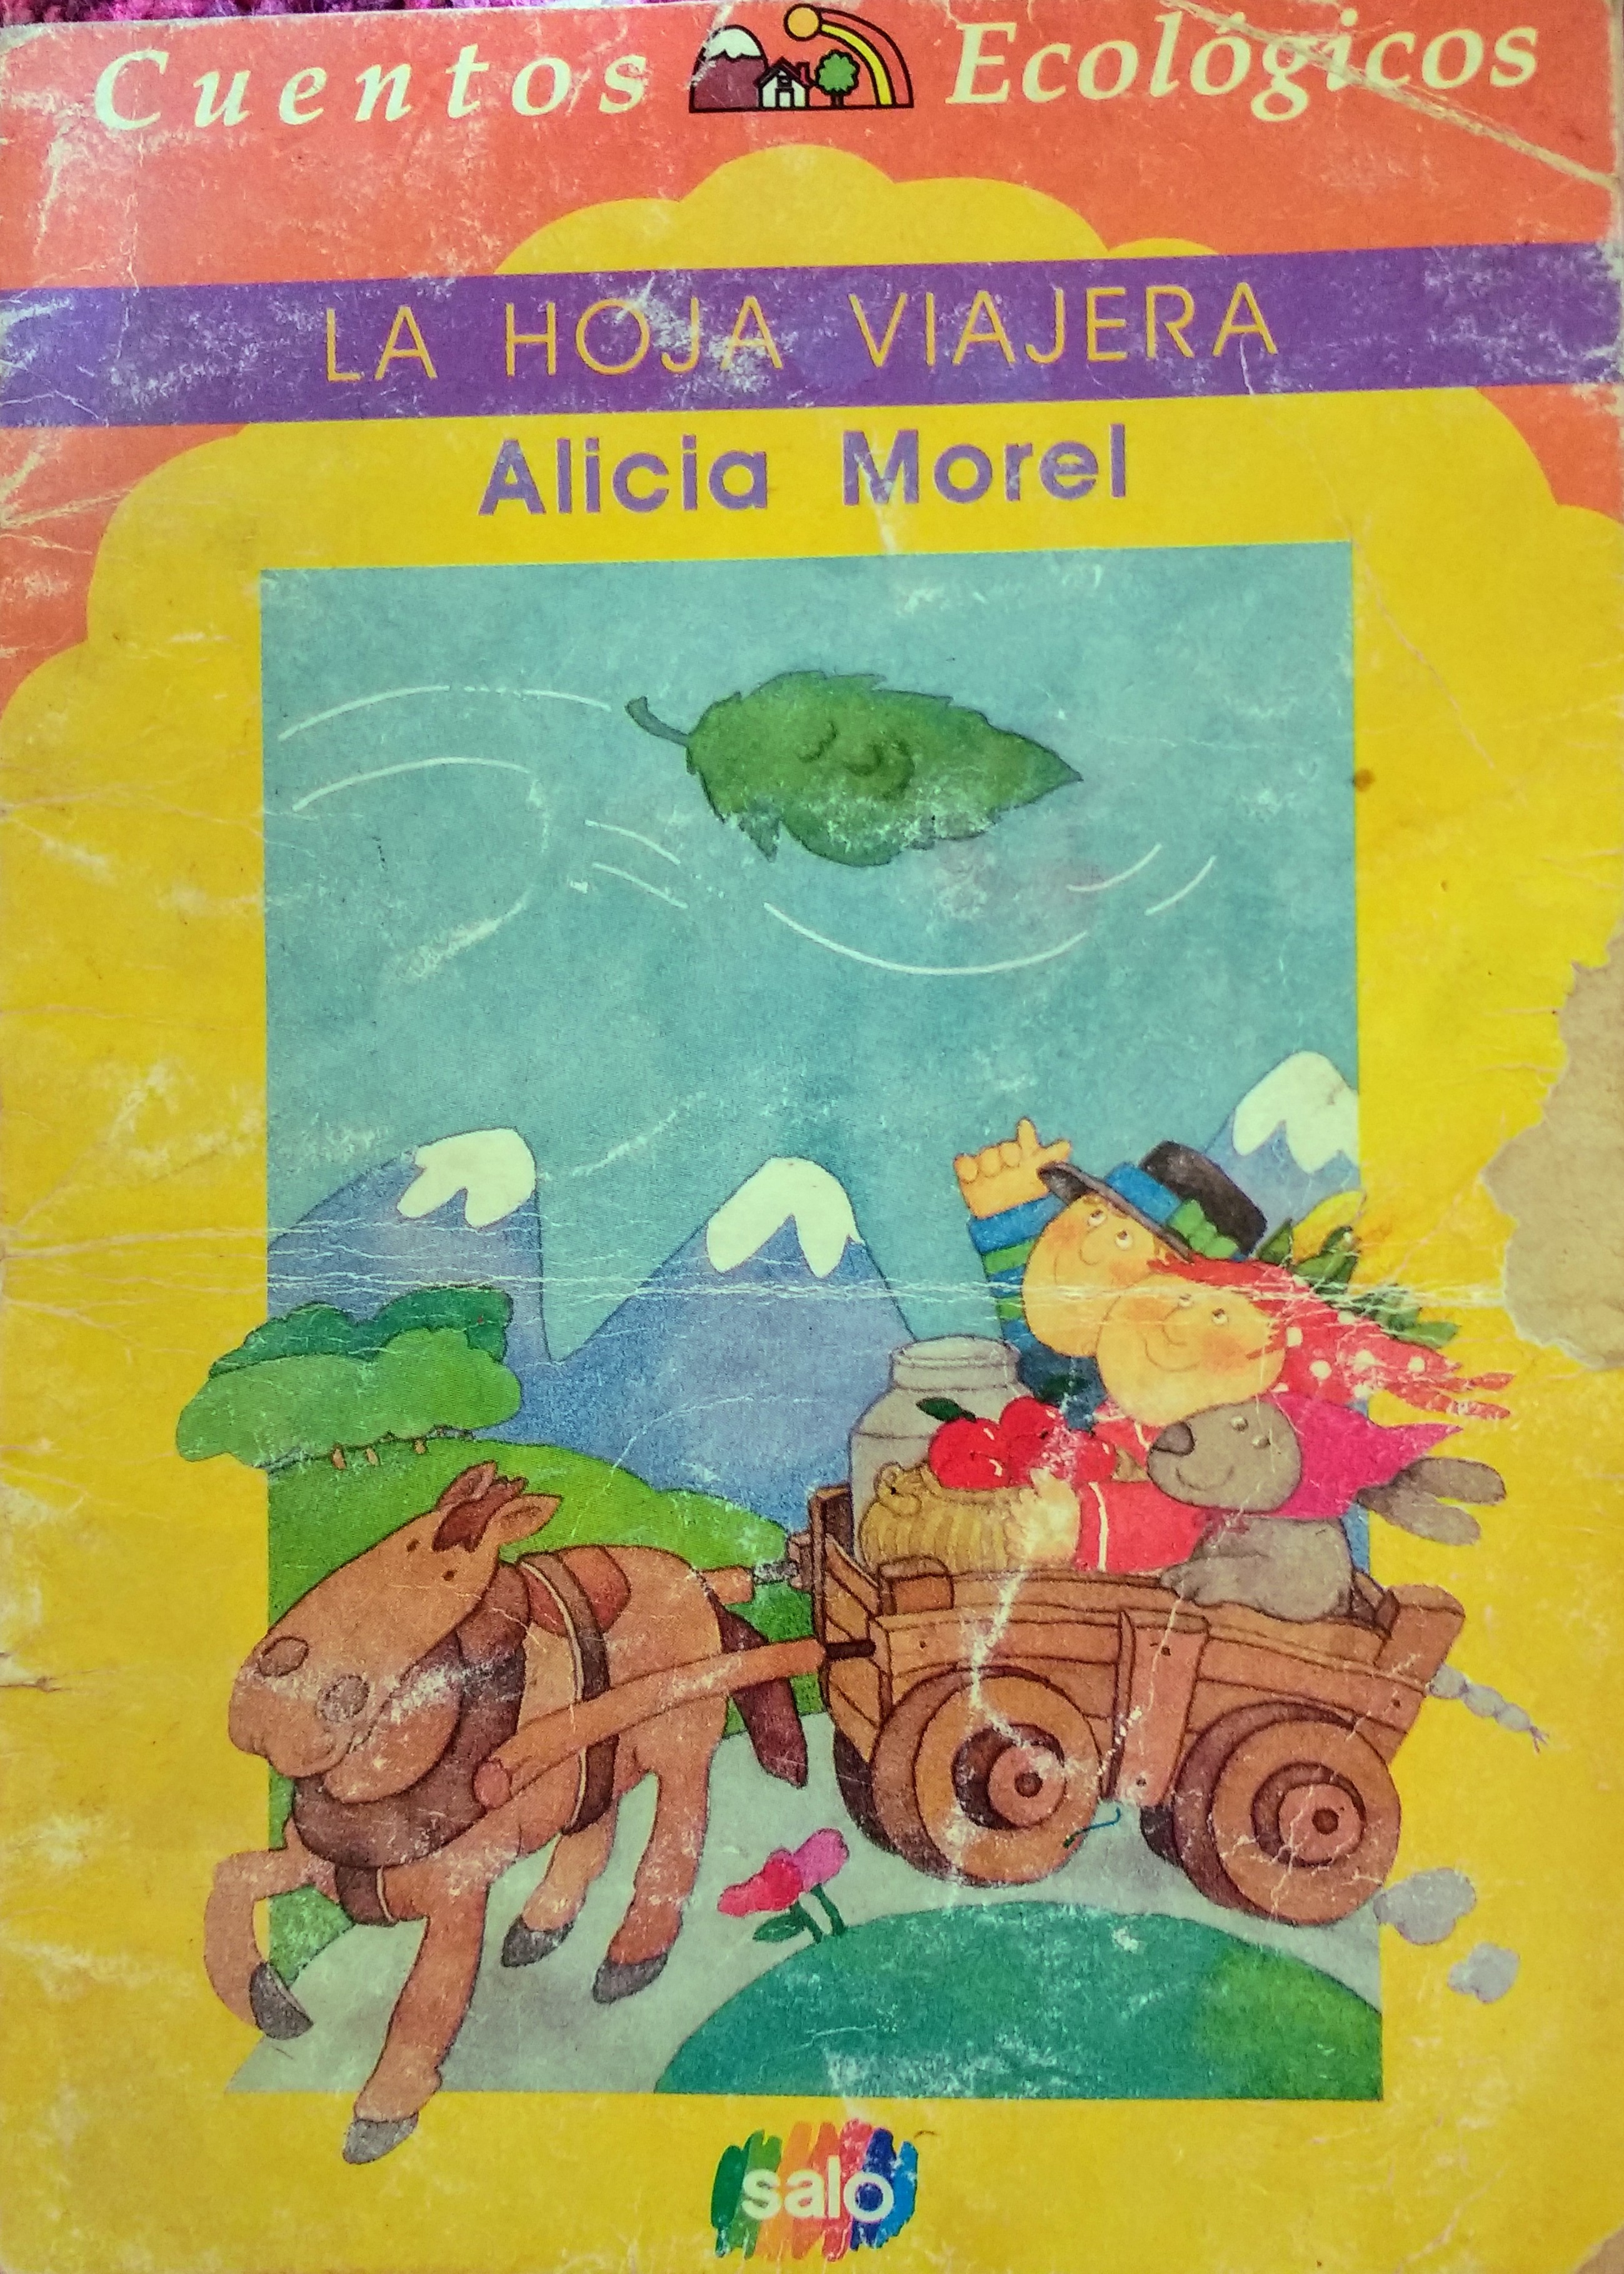 Cuentos Ecológicos
LA HOJA VIAJERA
Alicia Morel
salo